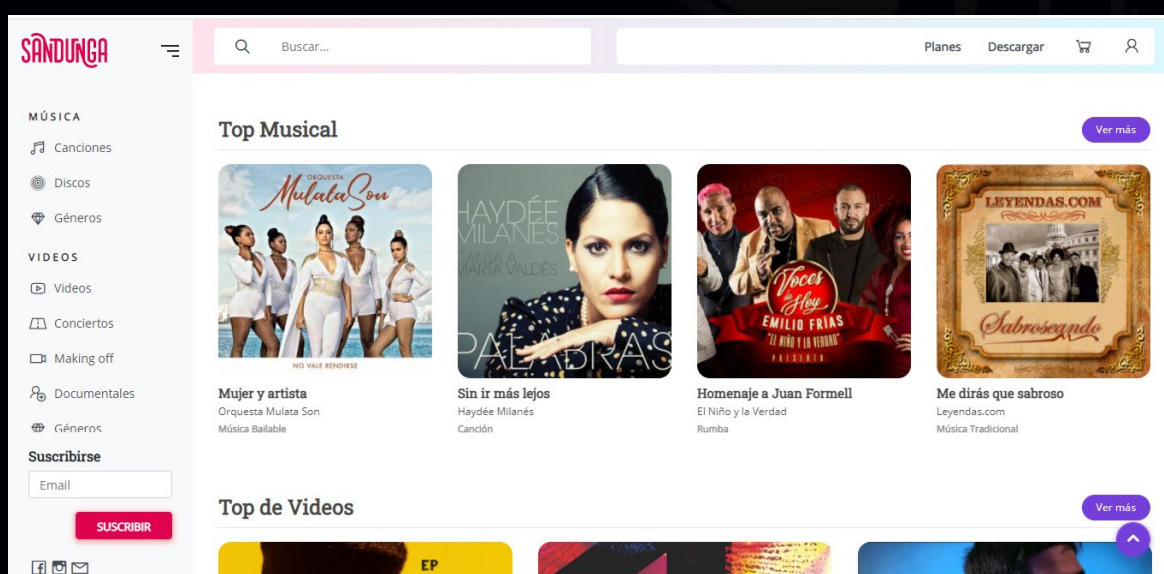 SANDUNGA
Buscar...
Planes
Descargar
MÚSICA
Canciones
Discos
Géneros
VIDEOS
Videos
Conciertos
Making off
Documentales
Géneros
Suscribirse
Email
SUSCRIBIR
Top Musical
Ver más
ORQUESTA
Mulata Son
NO VALE RENDIRSE
Mujer y artista
Orquesta Mulata Son
Música Bailable
HAYDÉE
MILANÉS
CANTA A
MARTA VALDÉS
PALABRAS
Sin ir más lejos
Haydée Milanés
Canción
Voces
de
Hoy
EMILIO FRÍAS
"EL NIÑO Y LA VERDAD"
PRESENTA
Homenaje a Juan Formell
El Niño y la Verdad
Rumba
LEYENDAS.COM
Sabroseando
Me dirás que sabroso
Leyendas.com
Música Tradicional
Top de Videos
Ver más
EP